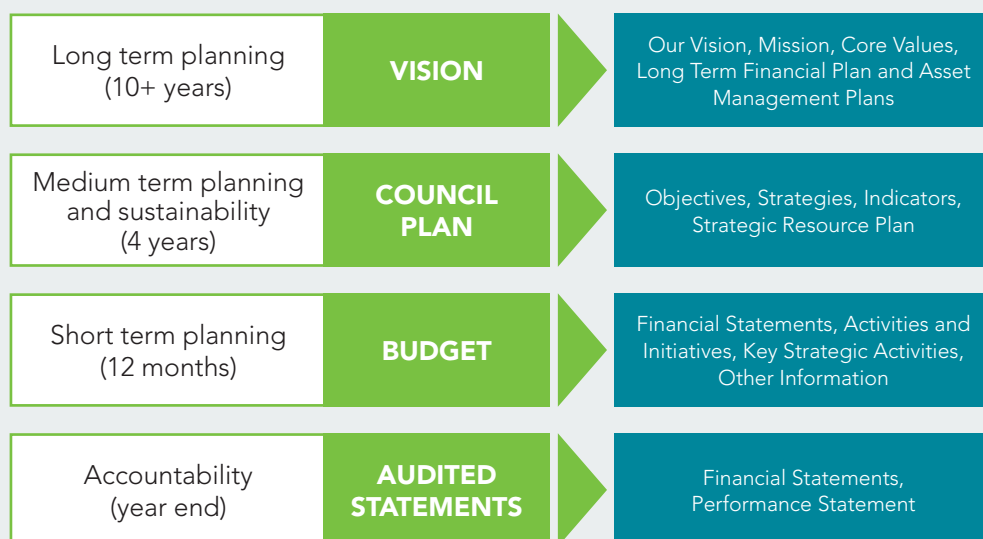 Long term planning
(10+ years)
VISION
Our Vision, Mission, Core Values,
Long Term Financial Plan and Asset
Management Plans
Medium term planning
and sustainability
(4 years)
COUNCIL
PLAN
Objectives, Strategies, Indicators,
Strategic Resource Plan
Short term planning
(12 months)
BUDGET
Financial Statements, Activities and
Initiatives, Key Strategic Activities,
Other Information
Accountability
(year end)
AUDITED
STATEMENTS
Financial Statements,
Performance Statement